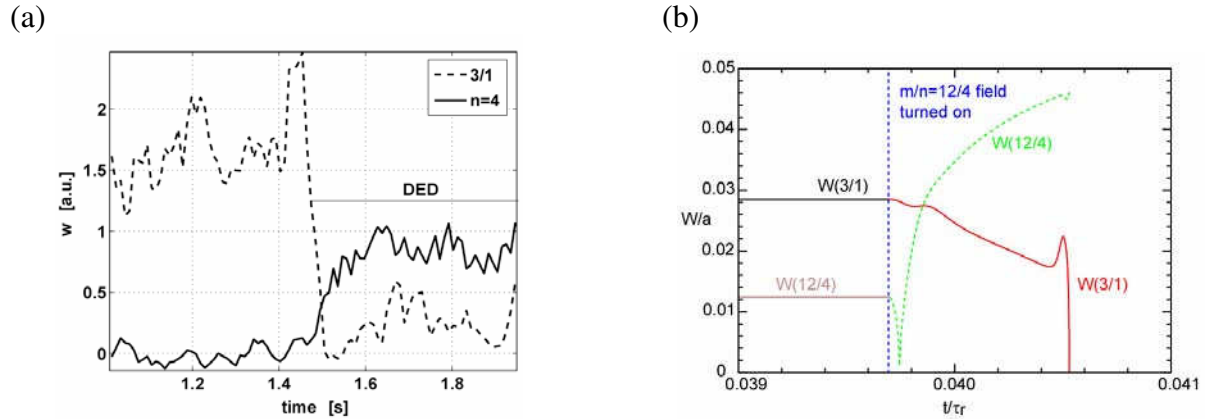 (a)
3/1
n=4
DED
2
1.5
1
0.5
0
w [a.u.]
1.2
1.4
1.6
1.8
time [s]
(b)
0.05
0.04
0.03
W/a
0.02
0.01
0
m/n=12/4 field
turned on
W(12/4)
W(3/1)
W(3/1)
W(12/4)
0.039
0.040
0.041
t/τr